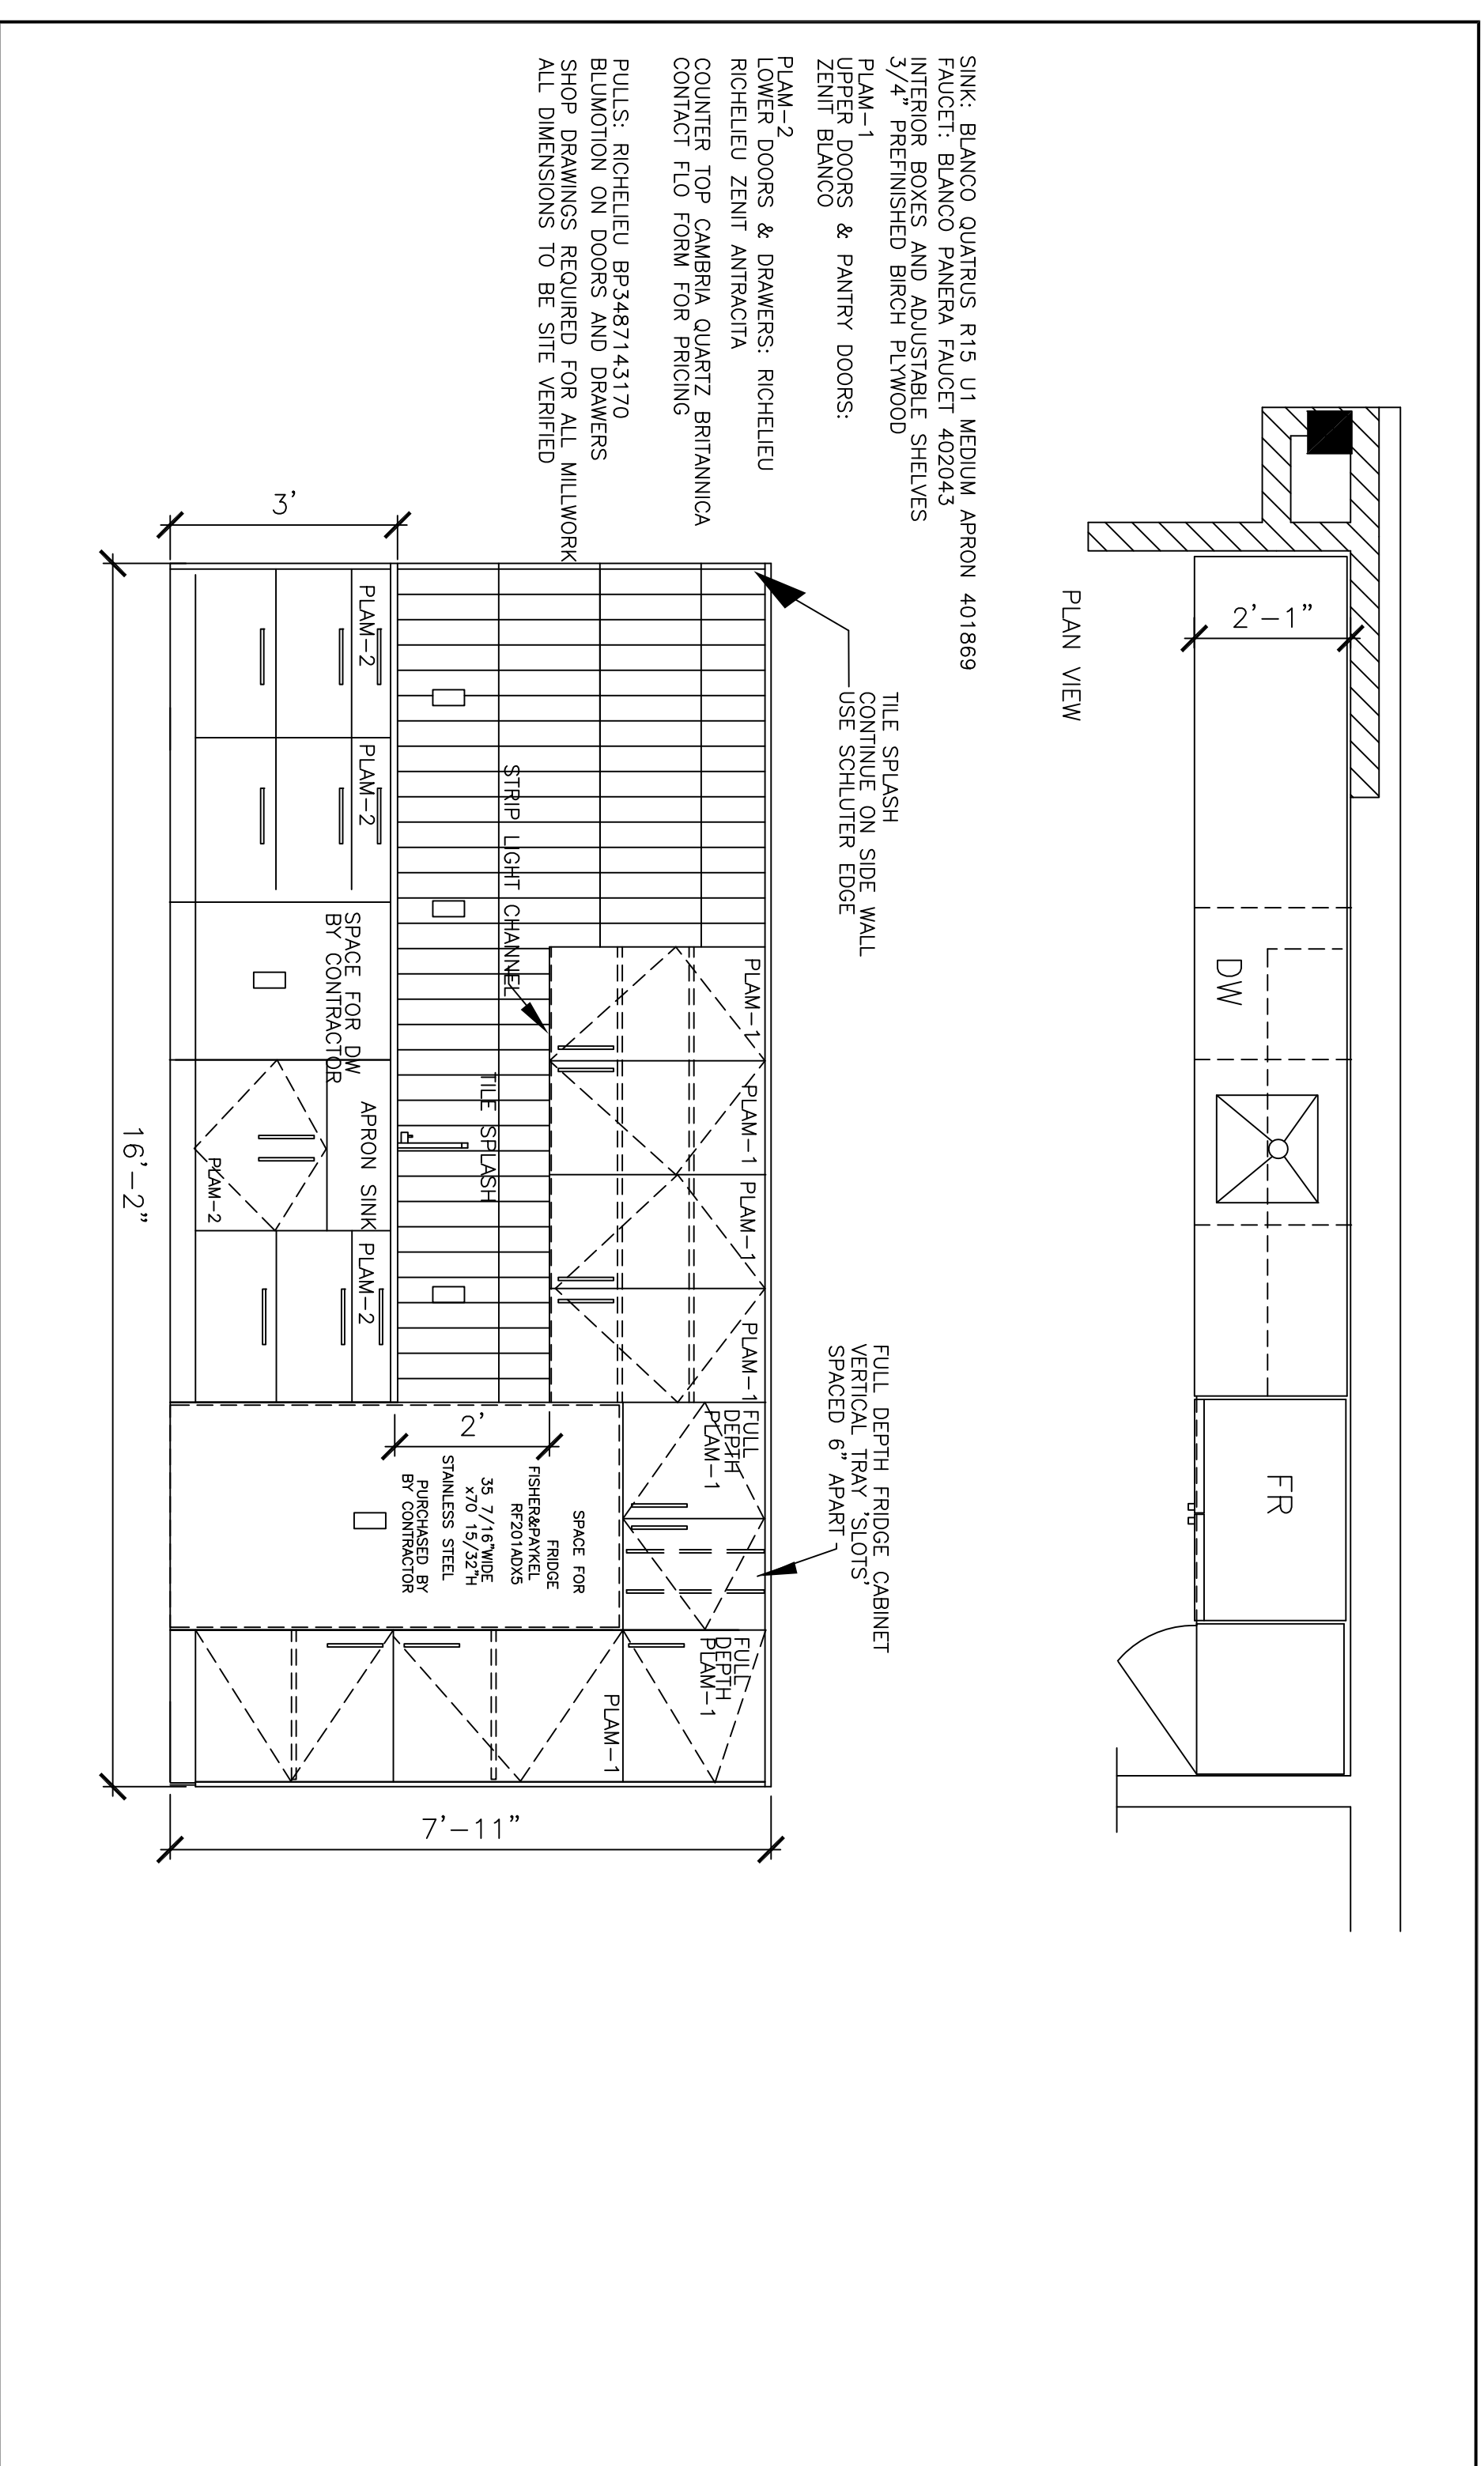 SINK: BLANCO QUATRUS R15 U1 MEDIUM APRON 401869
FAUCET: BLANCO PANERA FAUCET 402043
INTERIOR BOXES AND ADJUSTABLE SHELVES
3/4" PREFINISHED BIRCH PLYWOOD
PLAM-1
UPPER DOORS & PANTRY DOORS:
ZENIT BLANCO
PLAM-2
LOWER DOORS & DRAWERS: RICHELIEU
RICHELIEU ZENIT ANTRACITA
COUNTER TOP CAMBRIA QUARTZ BRITANNICA
CONTACT FLO FORM FOR PRICING
PULLS: RICHELIEU BP3487143170
BLUMOTION ON DOORS AND DRAWERS
SHOP DRAWINGS REQUIRED FOR ALL MILLWORK
ALL DIMENSIONS TO BE SITE VERIFIED
2'-1"
DW
FR
PLAN VIEW
TILE SPLASH
CONTINUE ON SIDE WALL
USE SCHLUTER EDGE
FULL DEPTH FRIDGE CABINET
VERTICAL TRAY 'SLOTS'
SPACED 6" APART
PLAM-1
PLAM-1
PLAM-1
PLAM-1
FULL
DEPTH
PLAM-1
FULL
DEPTH
PLAM-1
PLAM-1
STRIP LIGHT CHANNEL
TILE SPLASH
2'
SPACE FOR
FRIDGE
FISHER&PAYKEL
RF201ADX5
35 7/16"WIDE
x70 15/32"H
STAINLESS STEEL
PURCHASED BY
BY CONTRACTOR
3'
PLAM-2
PLAM-2
SPACE FOR DW
BY CONTRACTOR
APRON SINK
PLAM-2
PLAM-2
7'-11"
16'-2"